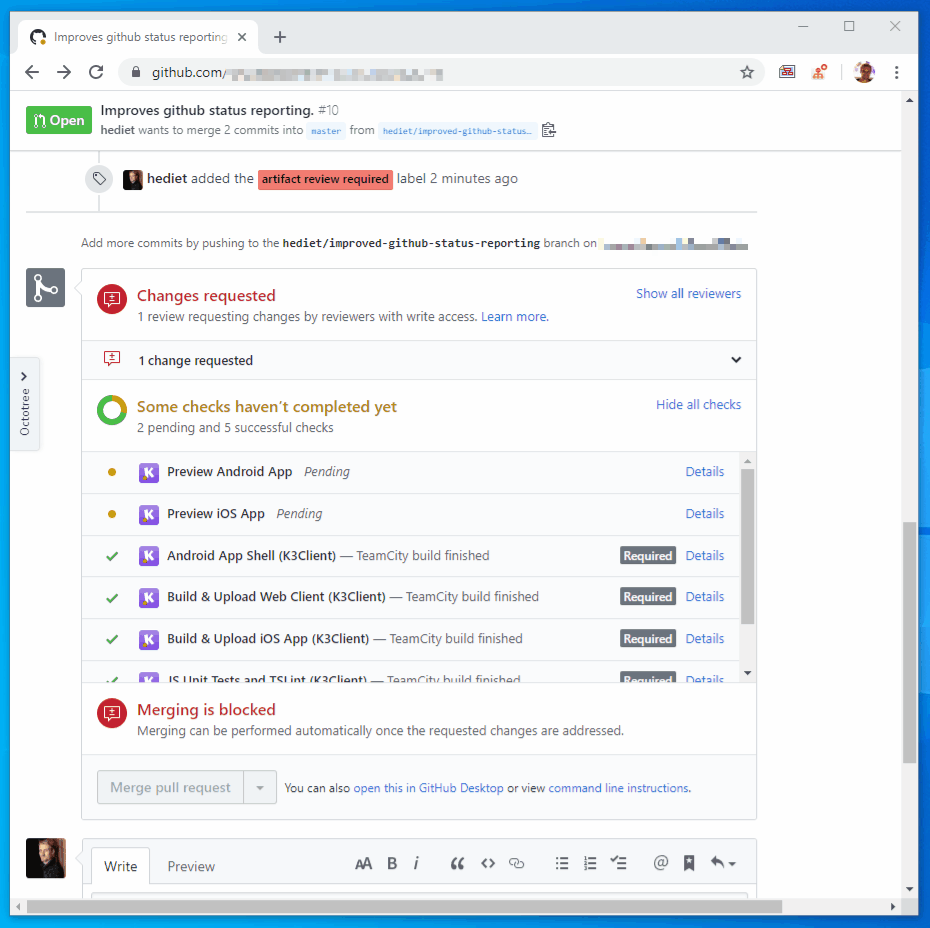 Improves github status reporting
github.com/
Open
Improves github status reporting. #10
hediet wants to merge 2 commits into master from hediet/improved-github-status…
hediet added the artifact review required label 2 minutes ago
Add more commits by pushing to the hediet/improved-github-status-reporting branch on
Changes requested
Show all reviewers
1 review requesting changes by reviewers with write access. Learn more.
1 change requested
Octotree
Some checks haven't completed yet
Hide all checks
2 pending and 5 successful checks
K Preview Android App Pending Details
K Preview iOS App Pending Details
K Android App Shell (K3Client) — TeamCity build finished Required Details
K Build & Upload Web Client (K3Client) — TeamCity build finished Required Details
K Build & Upload iOS App (K3Client) — TeamCity build finished Required Details
K JS Unit Tests and TSLint (K3Client) — TeamCity build finished Required Details
Merging is blocked
Merging can be performed automatically once the requested changes are addressed.
Merge pull request
You can also open this in GitHub Desktop or view command line instructions.
Write Preview AA B i @